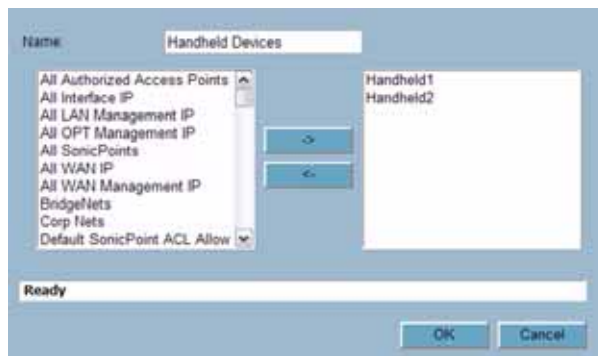 Name: Handheld Devices
All Authorized Access Points
All Interface IP
All LAN Management IP
All OPT Management IP
All SonicPoints
All WAN IP
All WAN Management IP
BridgeNets
Corp Nets
Default SonicPoint ACL Allow
->
<-
Handheld1
Handheld2
Ready
OK Cancel